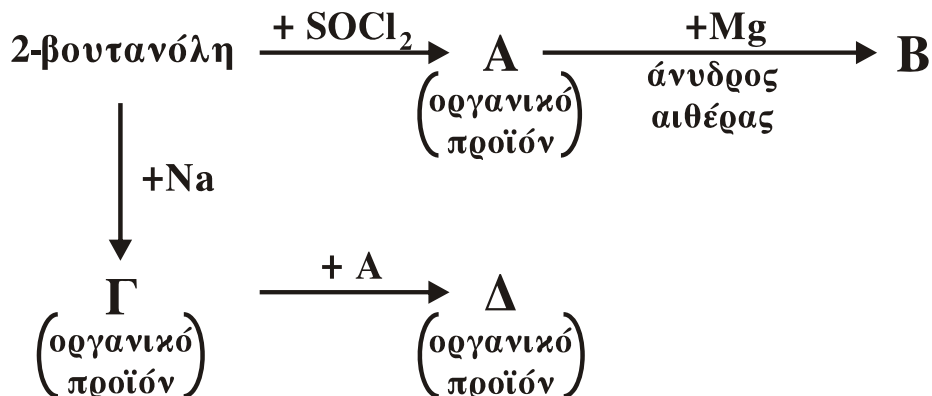 2-βουτανόλη + SOCl2 Α +Mg Β
(οργανικό προϊόν) άνυδρος αιθέρας
+Na
Γ + Α Δ
(οργανικό προϊόν) (οργανικό προϊόν)